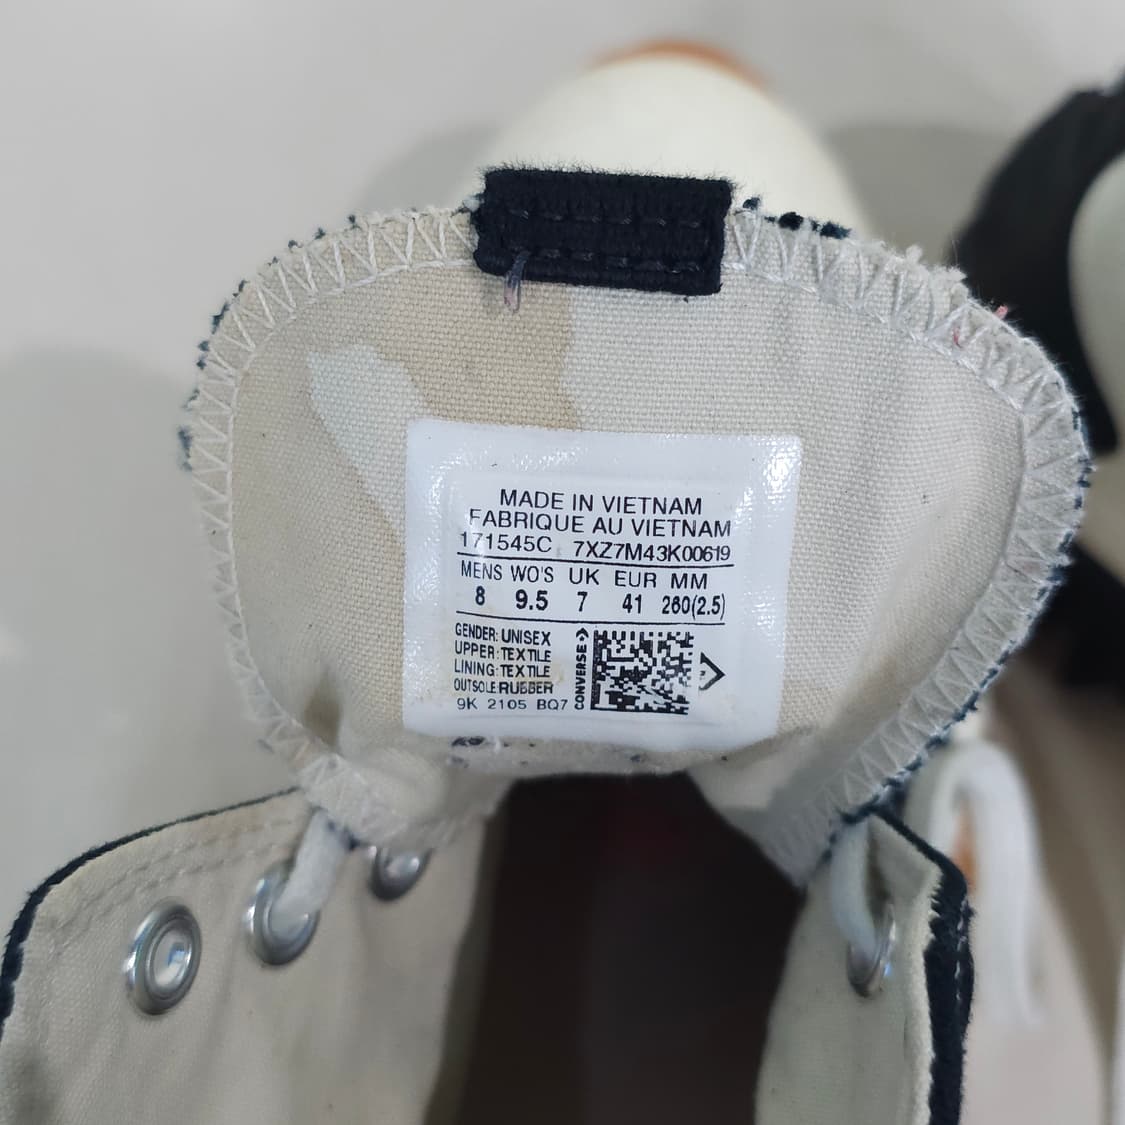 MADE IN VIETNAM
FABRIQUE AU VIETNAM
171545C 7XZ7M43K00619
MENS WO'S UK EUR MM
8 9.5 7 41 260(2.5)
GENDER: UNISEX
UPPER: TEXTILE
LINING: TEXTILE
OUTSOLE: RUBBER
9K 2105 BQ7
CONVERSE